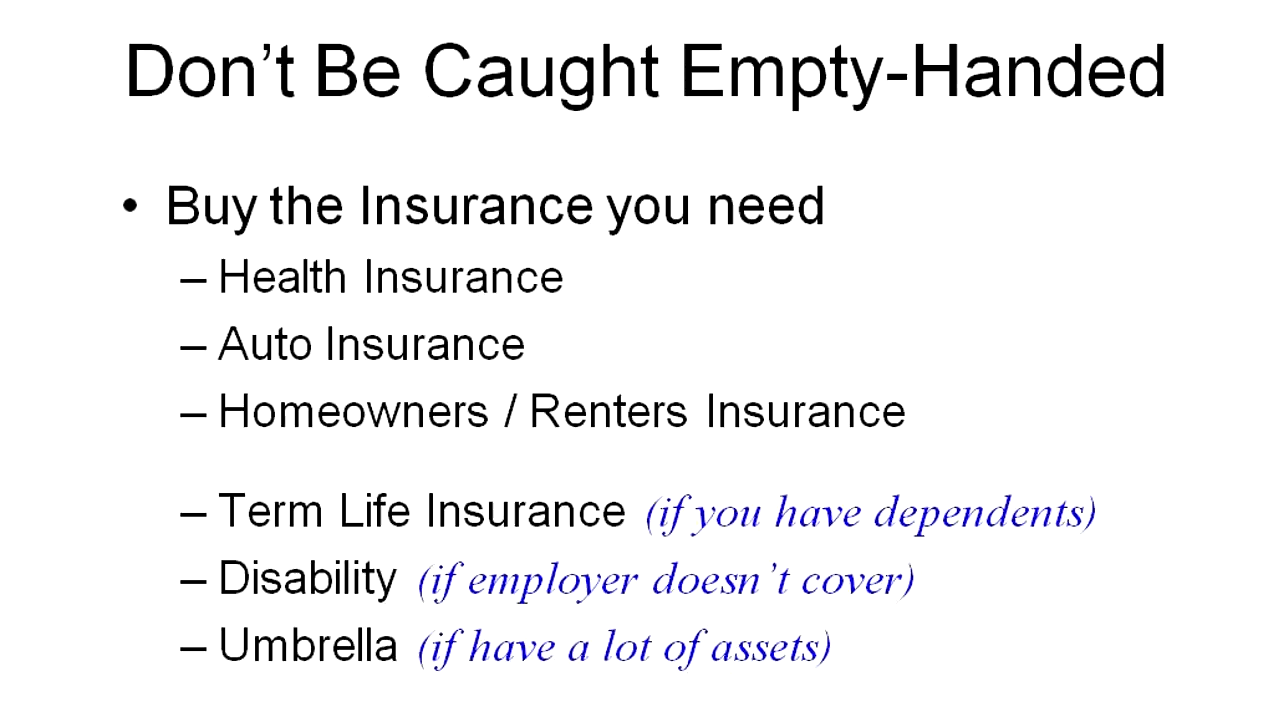 Don't Be Caught Empty-Handed
• Buy the Insurance you need
– Health Insurance
– Auto Insurance
– Homeowners / Renters Insurance
– Term Life Insurance (if you have dependents)
– Disability (if employer doesn't cover)
– Umbrella (if have a lot of assets)